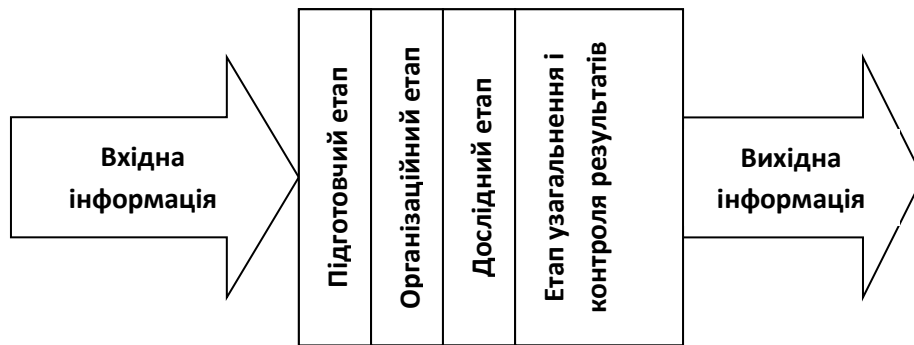 Вхідна
інформація
Підготовчий етап
Організаційний етап
Дослідний етап
Етап узагальнення і
контроля результатів
Вихідна
інформація